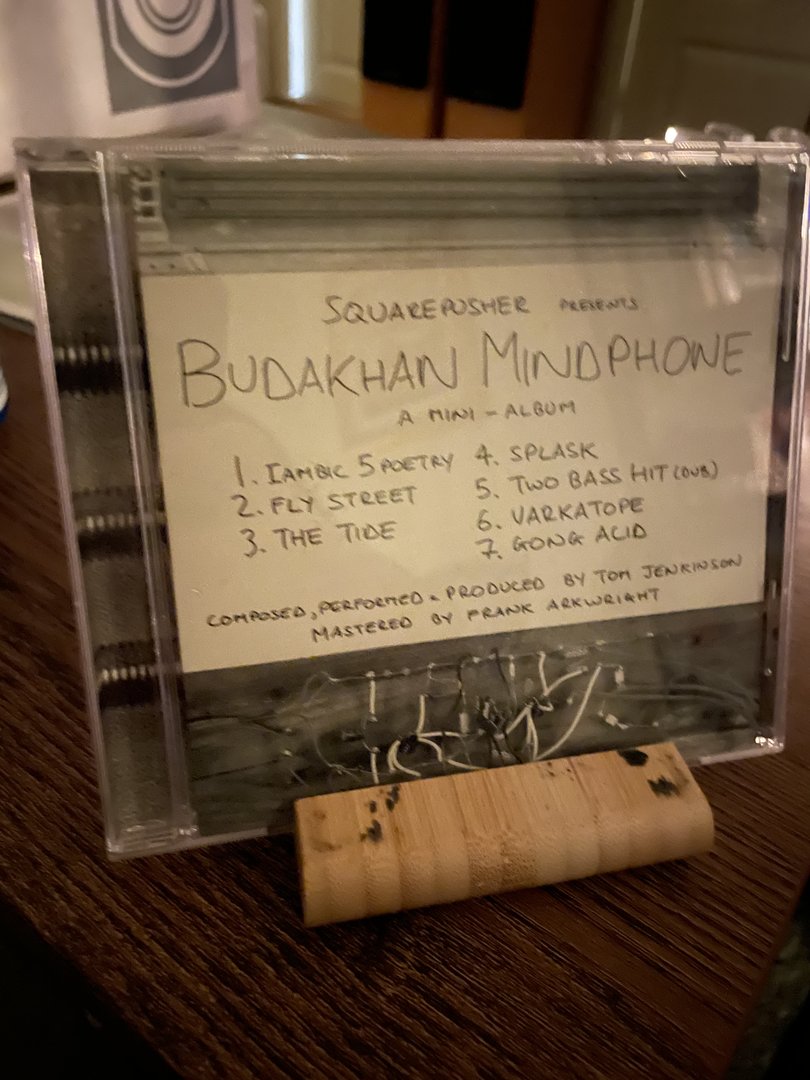 SQUAREPUSHER PRESENTS
BUDAKHAN MINDPHONE
A MINI-ALBUM
1. IAMBIC 5 POETRY
2. FLY STREET
3. THE TIDE
4. SPLASK
5. TWO BASS HIT (DUB)
6. VARKATOPE
7. GONG ACID
COMPOSED, PERFORMED & PRODUCED BY TOM JENKINSON
MASTERED BY FRANK ARKWRIGHT